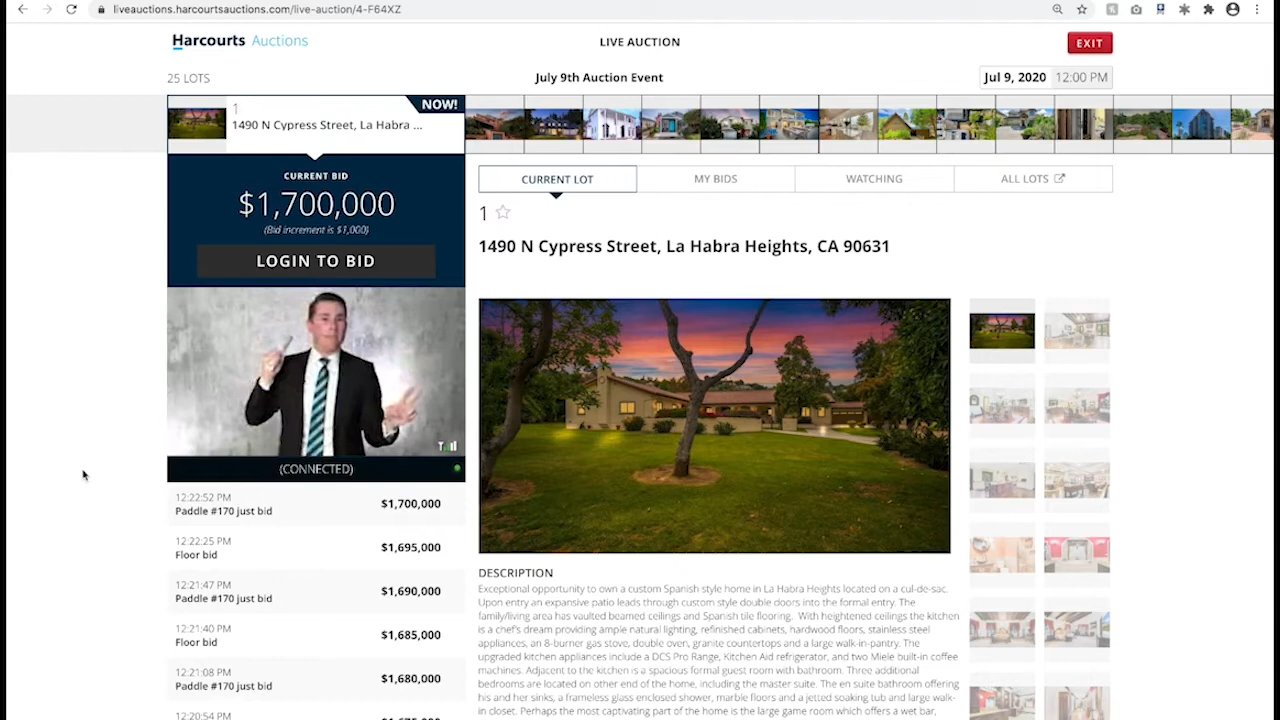 liveauctions.harcourtsauctions.com/live-auction/4-F64XZ
Harcourts Auctions
LIVE AUCTION
EXIT
25 LOTS
July 9th Auction Event
Jul 9, 2020 12:00 PM
1
NOW!
1490 N Cypress Street, La Habra ...
CURRENT BID
$1,700,000
(Bid increment is $1,000)
LOGIN TO BID
(CONNECTED)
12:22:52 PM
Paddle #170 just bid
$1,700,000
12:22:25 PM
Floor bid
$1,695,000
12:21:47 PM
Paddle #170 just bid
$1,690,000
12:21:40 PM
Floor bid
$1,685,000
12:21:08 PM
Paddle #170 just bid
$1,680,000
12:20:54 PM
$1,675,000
CURRENT LOT
MY BIDS
WATCHING
ALL LOTS
1
1490 N Cypress Street, La Habra Heights, CA 90631
DESCRIPTION
Exceptional opportunity to own a custom Spanish style home in La Habra Heights located on a cul-de-sac.
Upon entry an expansive patio leads through custom style double doors into the formal entry. The
family/living area has vaulted beamed ceilings and Spanish tile flooring. With heightened ceilings the kitchen
is a chef's dream providing ample natural lighting, refinished cabinets, hardwood floors, stainless steel
appliances, an 8-burner gas stove, double oven, granite countertops and a large walk-in-pantry. The
upgraded kitchen appliances include a DCS Pro Range, Kitchen Aid refrigerator, and two Miele built-in coffee
machines. Adjacent to the kitchen is a spacious formal guest room with bathroom. Three additional
bedrooms are located on other end of the home, including the master suite. The en suite bathroom offering
his and her sinks, a frameless glass enclosed shower, marble floors and a jetted soaking tub and large walk-
in closet. Perhaps the most captivating part of the home is the large game room which offers a wet bar,